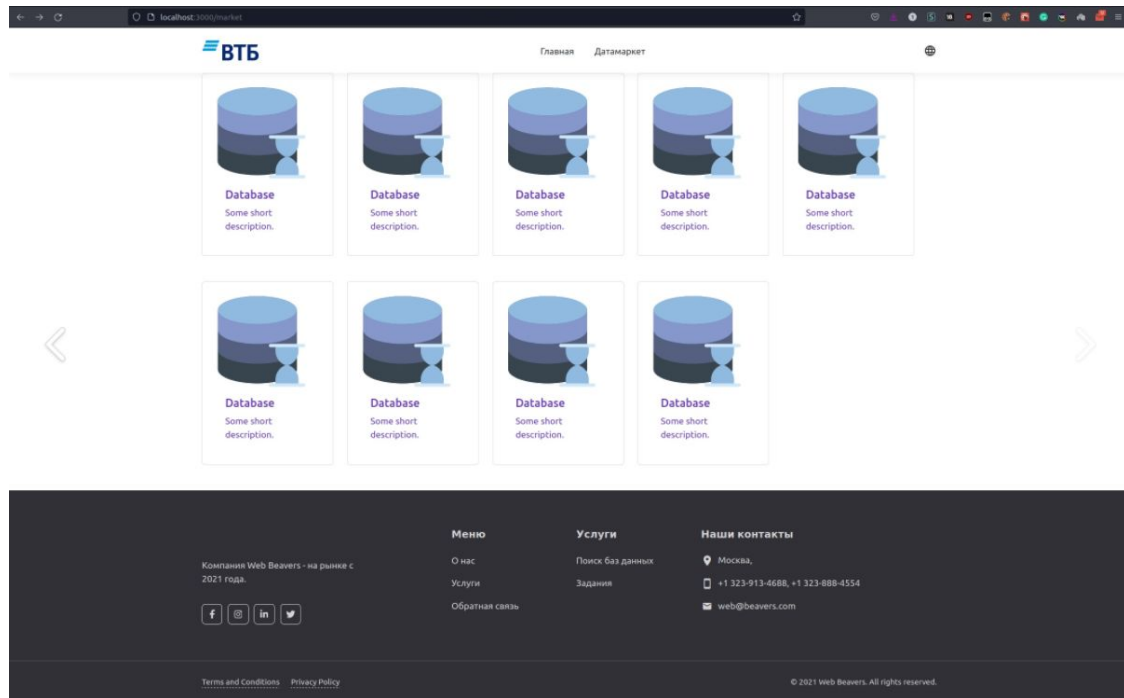 localhost:3000/market
ВТБ
Главная Датамаркет
Database Database Database Database Database
Some short Some short Some short Some short Some short
description. description. description. description. description.
Database Database Database Database
Some short Some short Some short Some short
description. description. description. description.
Меню Услуги Наши контакты
Компания Web Beavers - на рынке с
2021 года.
О нас Поиск баз данных Москва,
Услуги Задания +1 323-913-4688, +1 323-888-4554
Обратная связь web@beavers.com
Terms and Conditions Privacy Policy © 2021 Web Beavers. All rights reserved.